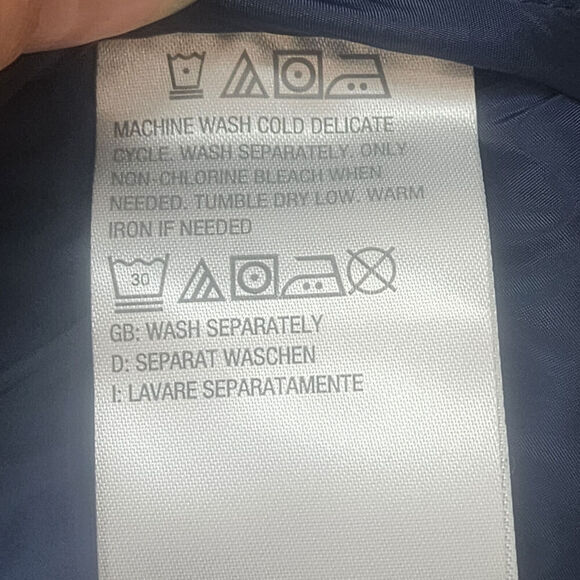 MACHINE WASH COLD DELICATE
CYCLE. WASH SEPARATELY. ONLY
NON-CHLORINE BLEACH WHEN
NEEDED. TUMBLE DRY LOW. WARM
IRON IF NEEDED
30
GB: WASH SEPARATELY
D: SEPARAT WASCHEN
I: LAVARE SEPARATAMENTE